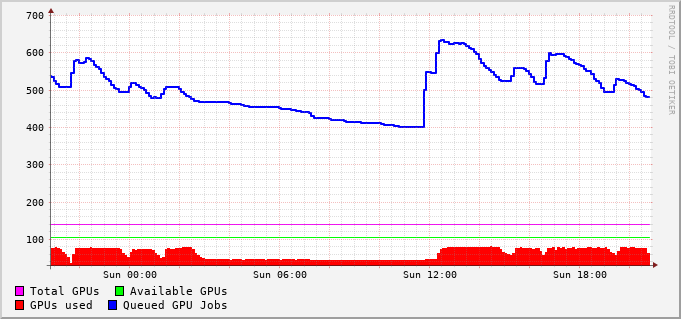 700
600
500
400
300
200
100
Sun 00:00 Sun 06:00 Sun 12:00 Sun 18:00
Total GPUs Available GPUs
GPUs used Queued GPU Jobs
RRDTOOL / TOBI OETIKER